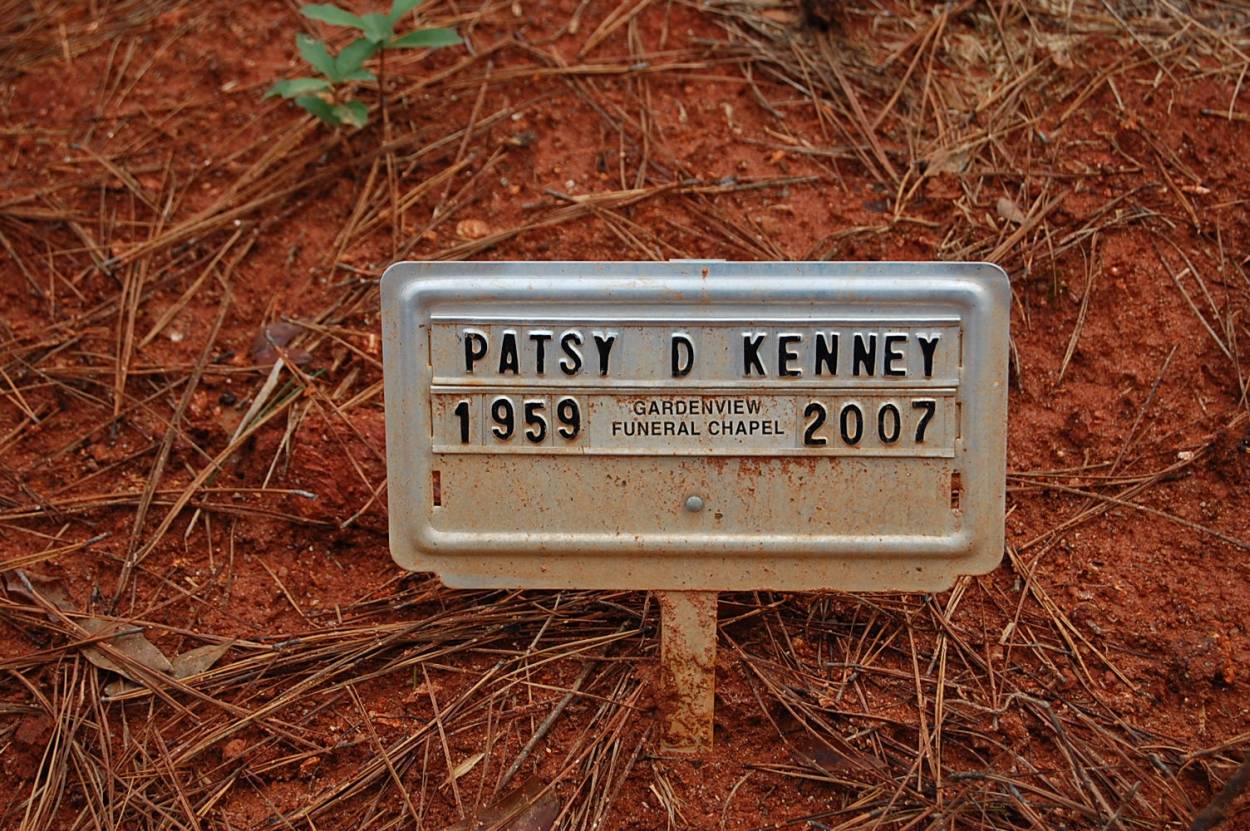 PATSY D KENNEY
1959 GARDENVIEW FUNERAL CHAPEL 2007